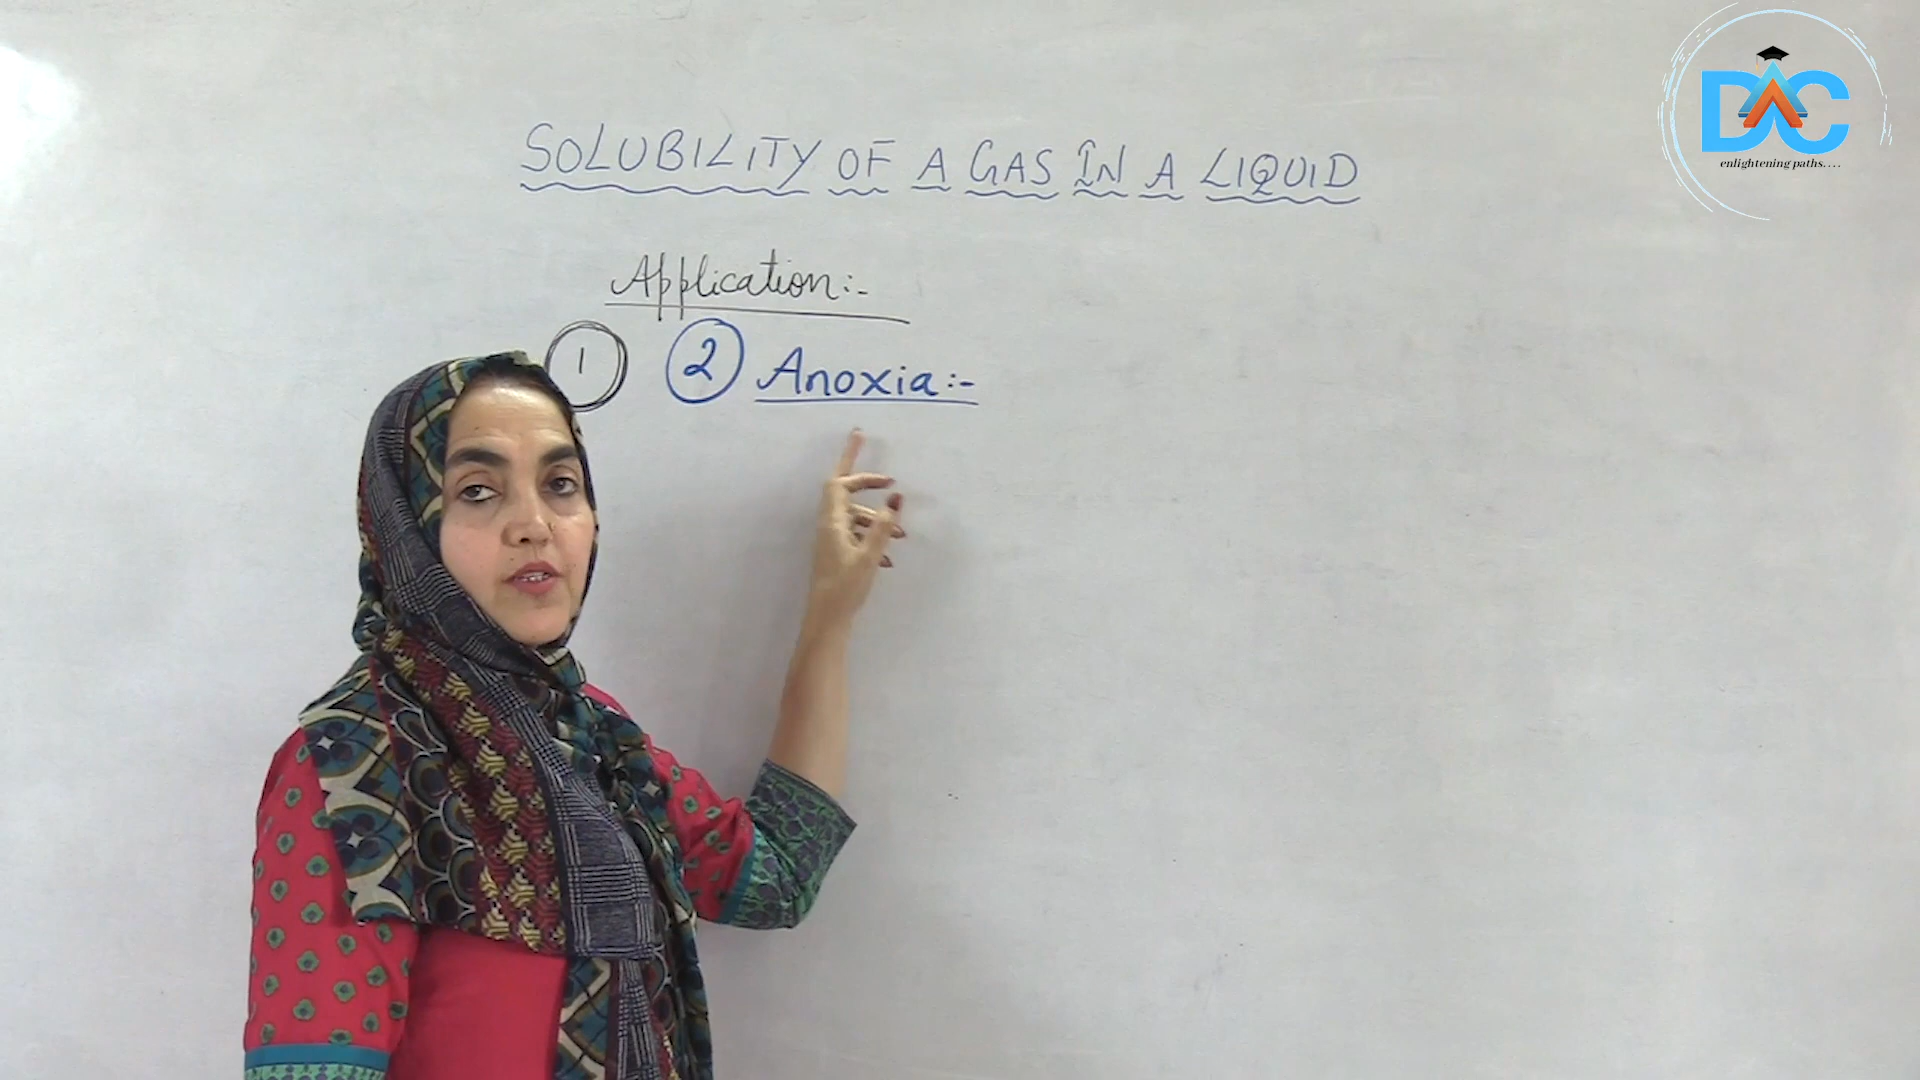 SOLUBILITY OF A GAS IN A LIQUID
Application:-
1 2 Anoxia:-
DAC
enlightening paths....